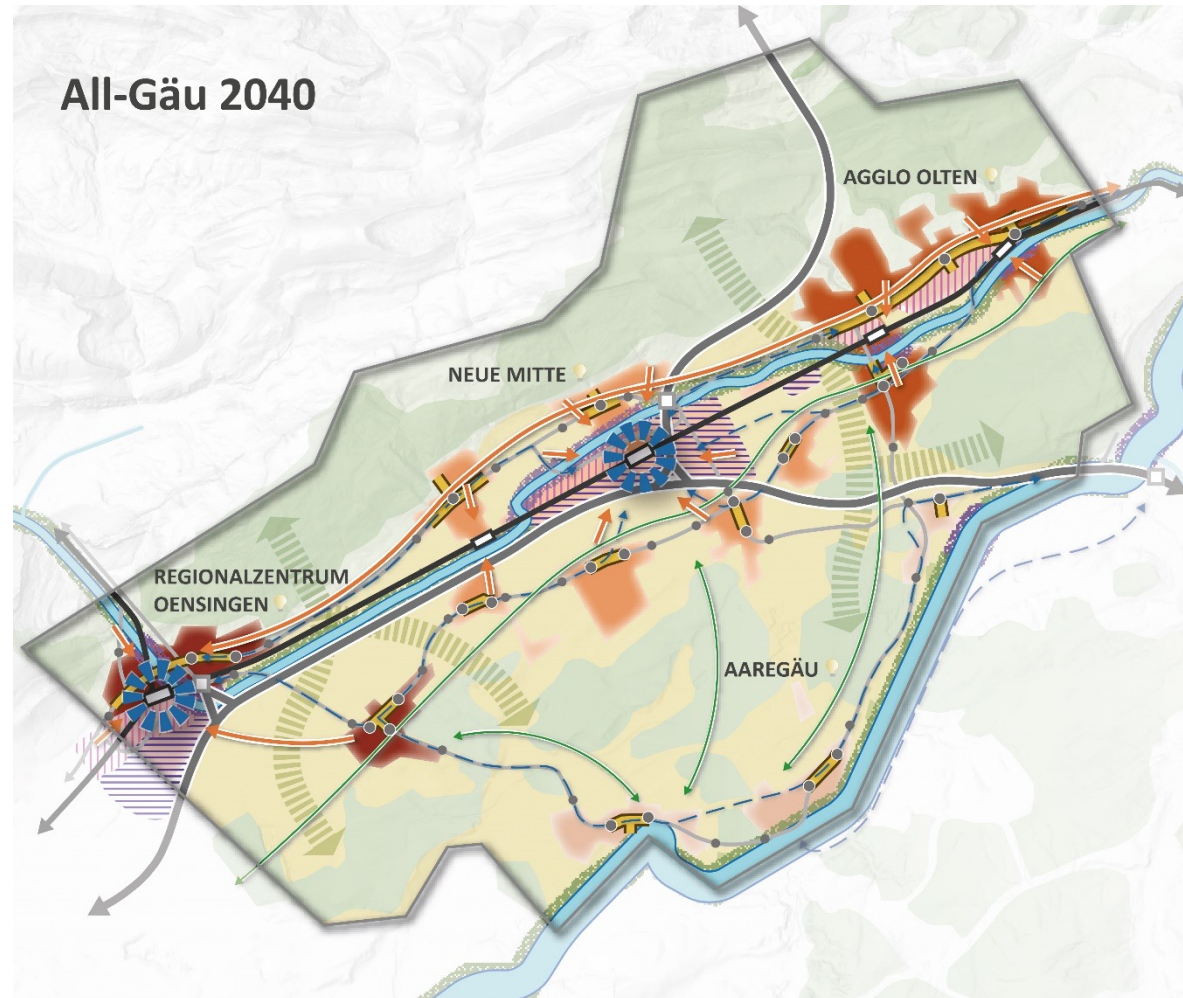 All-Gäu 2040
AGGLO OLTEN
NEUE MITTE
REGIONALZENTRUM
OENSINGEN
AAREGÄU